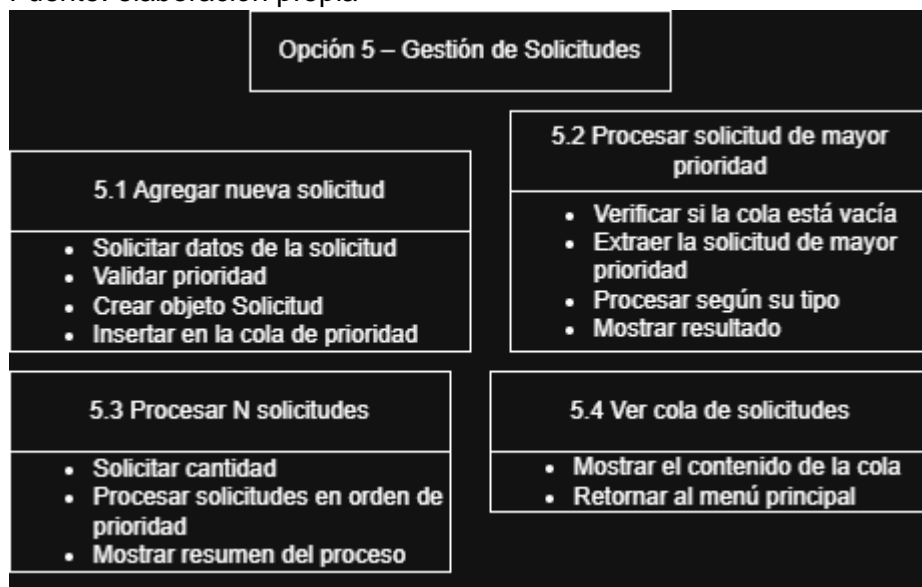 Opción 5 – Gestión de Solicitudes
5.1 Agregar nueva solicitud
• Solicitar datos de la solicitud
• Validar prioridad
• Crear objeto Solicitud
• Insertar en la cola de prioridad
5.2 Procesar solicitud de mayor
prioridad
• Verificar si la cola está vacía
• Extraer la solicitud de mayor
prioridad
• Procesar según su tipo
• Mostrar resultado
5.3 Procesar N solicitudes
• Solicitar cantidad
• Procesar solicitudes en orden de
prioridad
• Mostrar resumen del proceso
5.4 Ver cola de solicitudes
• Mostrar el contenido de la cola
• Retornar al menú principal